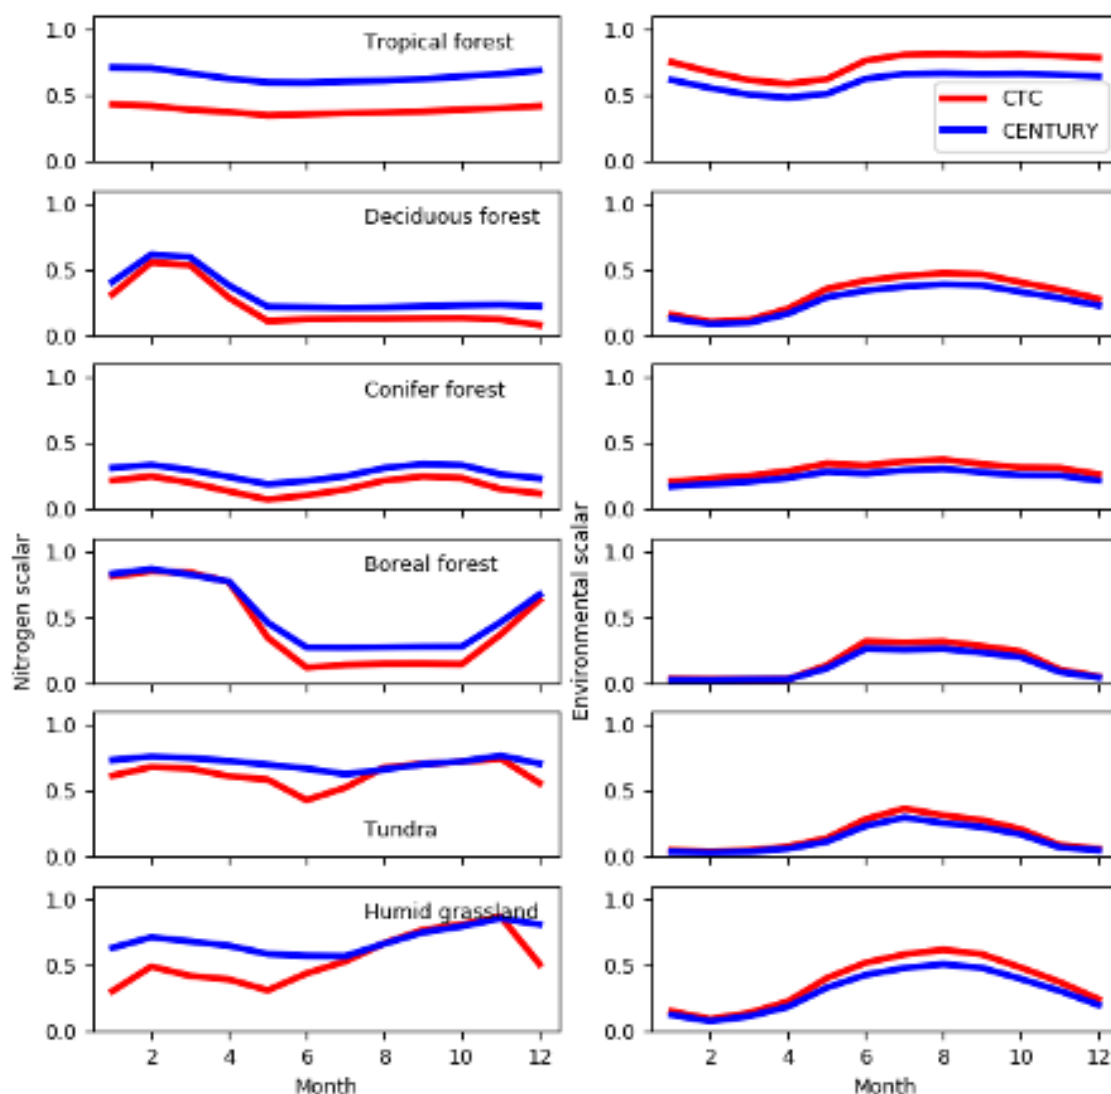 1.0
0.5
0.0
Tropical forest
CTC
CENTURY
1.0
0.5
0.0
1.0
0.5
0.0
Deciduous forest
1.0
0.5
0.0
1.0
0.5
0.0
Conifer forest
1.0
0.5
0.0
Nitrogen scalar
1.0
0.5
0.0
Boreal forest
Environmental scalar
1.0
0.5
0.0
1.0
0.5
0.0
Tundra
1.0
0.5
0.0
1.0
0.5
0.0
Humid grassland
1.0
0.5
0.0
2 4 6 8 10 12
Month
2 4 6 8 10 12
Month